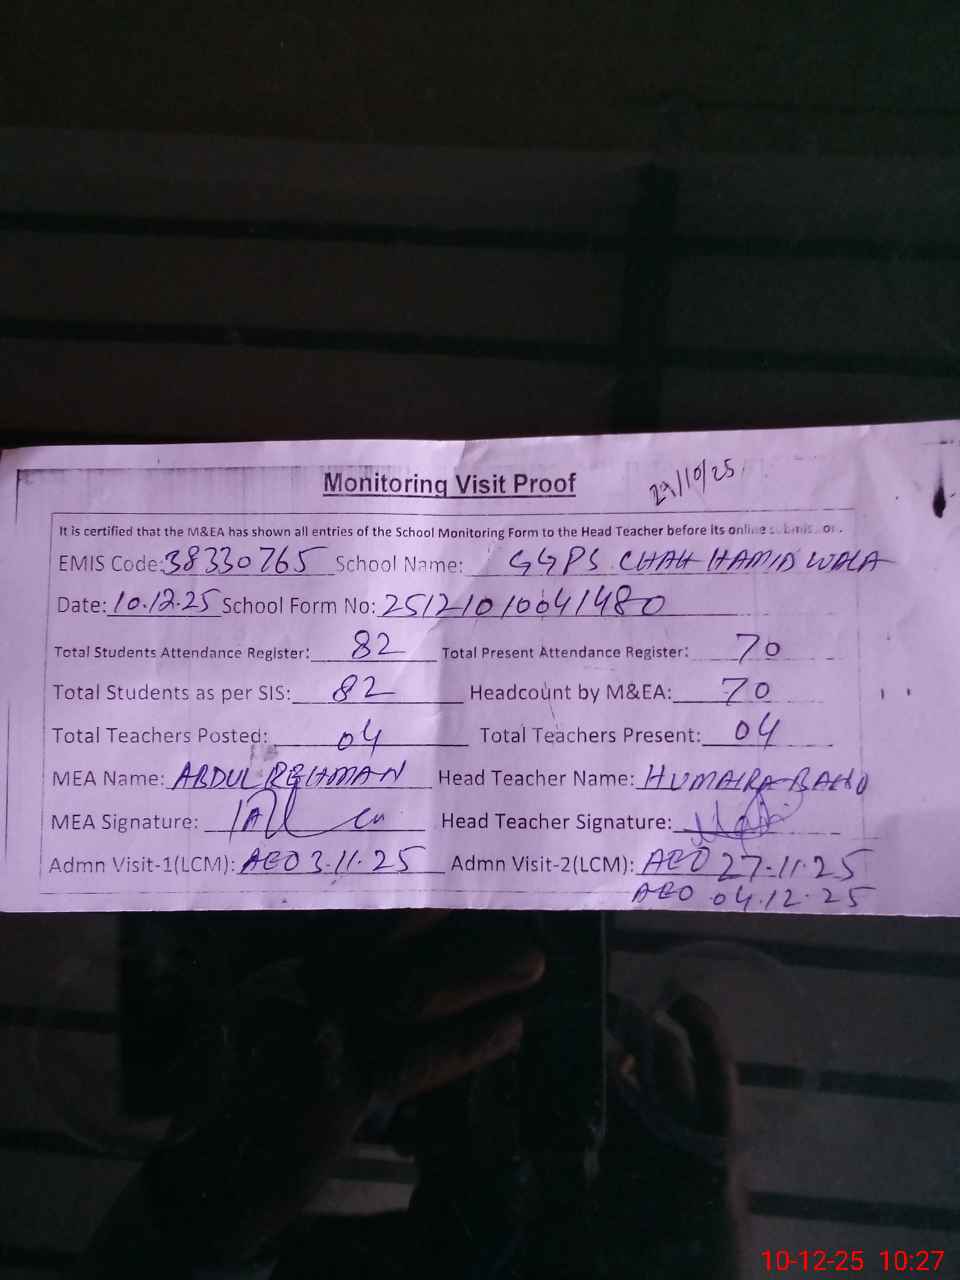 Monitoring Visit Proof
29/10/25
It is certified that the M&EA has shown all entries of the School Monitoring Form to the Head Teacher before its online submission.
EMIS Code: 38330765 School Name: GGPS CHAH HAMID WALA
Date: 10.12.25 School Form No: 25121010041480
Total Students Attendance Register: 82 Total Present Attendance Register: 70
Total Students as per SIS: 82 Headcount by M&EA: 70
Total Teachers Posted: 04 Total Teachers Present: 04
MEA Name: ABDUL REHMAN Head Teacher Name: HUMAIRA BANO
MEA Signature: Head Teacher Signature:
Admn Visit-1(LCM): AEO 3.11.25 Admn Visit-2(LCM): AEO 27.11.25
AEO 04.12.25
10-12-25 10:27